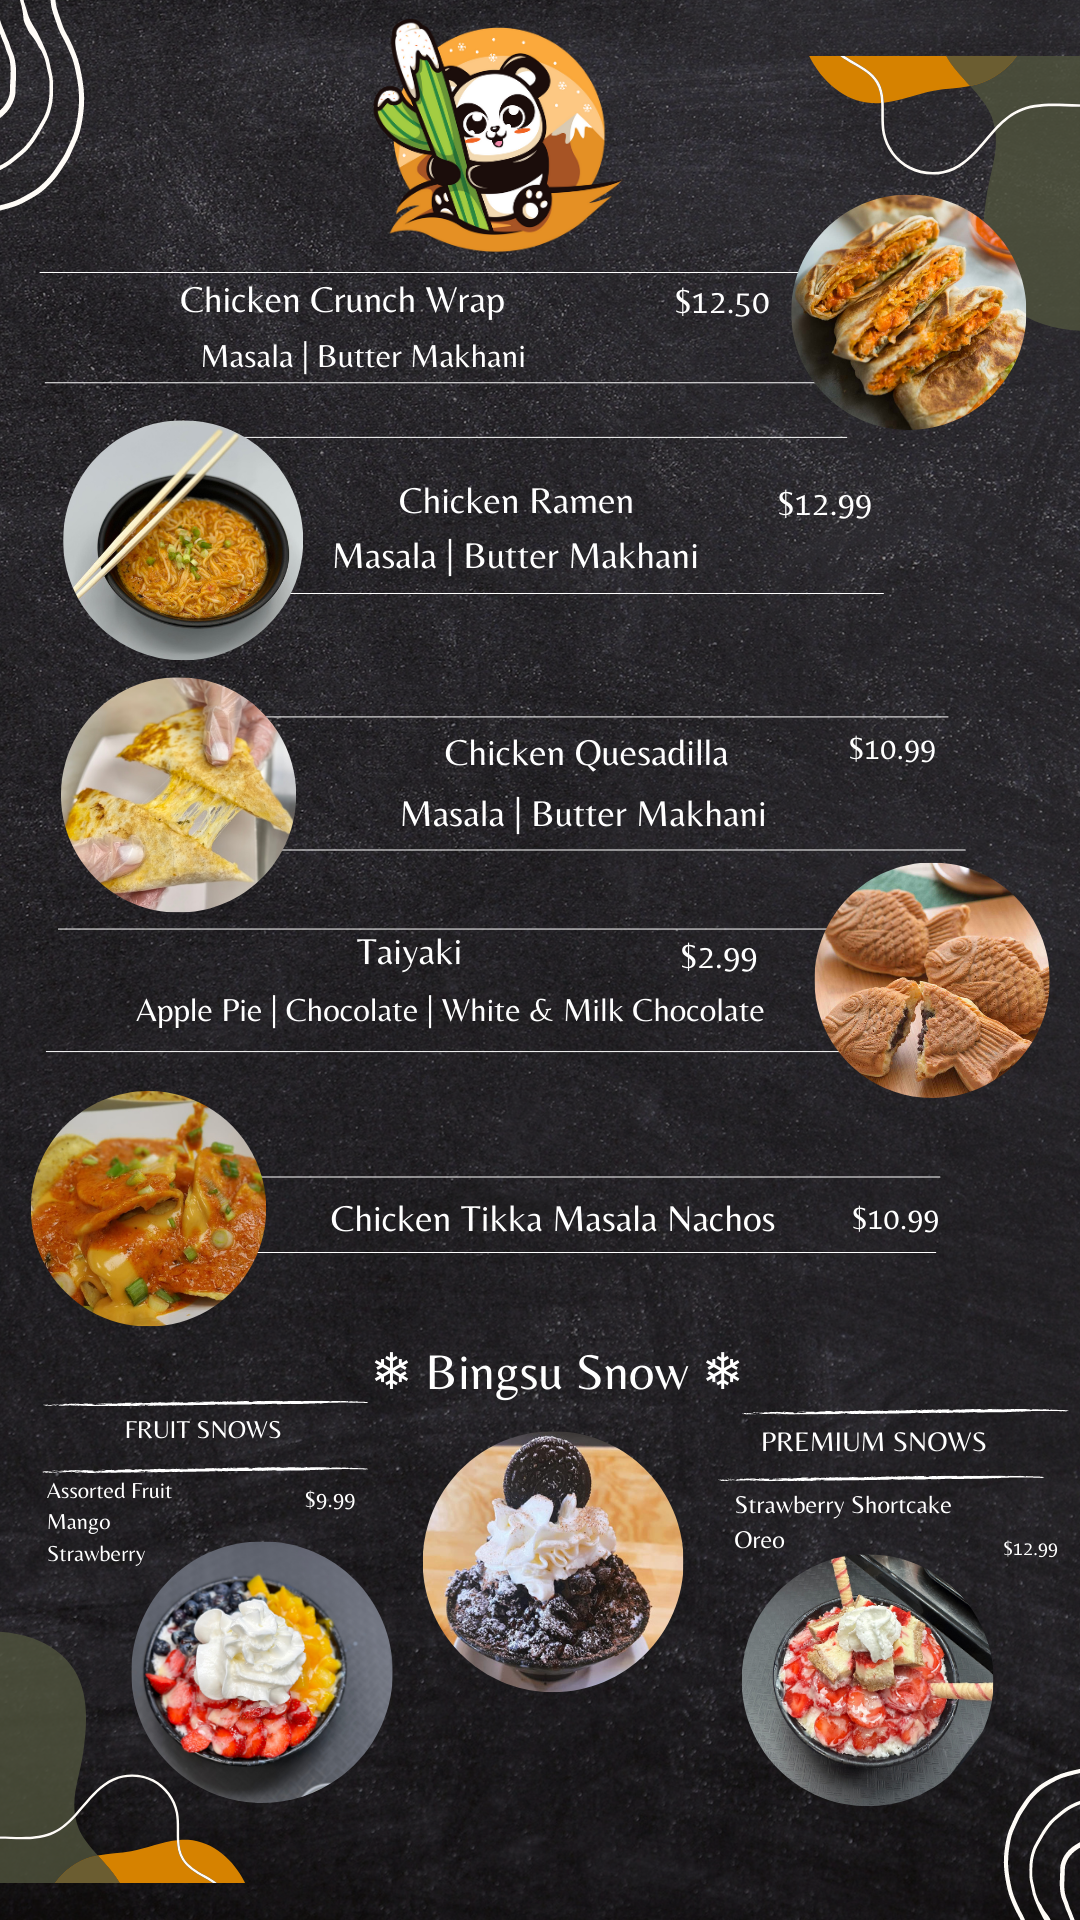 Chicken Crunch Wrap $12.50
Masala | Butter Makhani
Chicken Ramen $12.99
Masala | Butter Makhani
Chicken Quesadilla $10.99
Masala | Butter Makhani
Taiyaki $2.99
Apple Pie | Chocolate | White & Milk Chocolate
Chicken Tikka Masala Nachos $10.99
❄ Bingsu Snow ❄
FRUIT SNOWS
Assorted Fruit $9.99
Mango
Strawberry
PREMIUM SNOWS
Strawberry Shortcake
Oreo $12.99